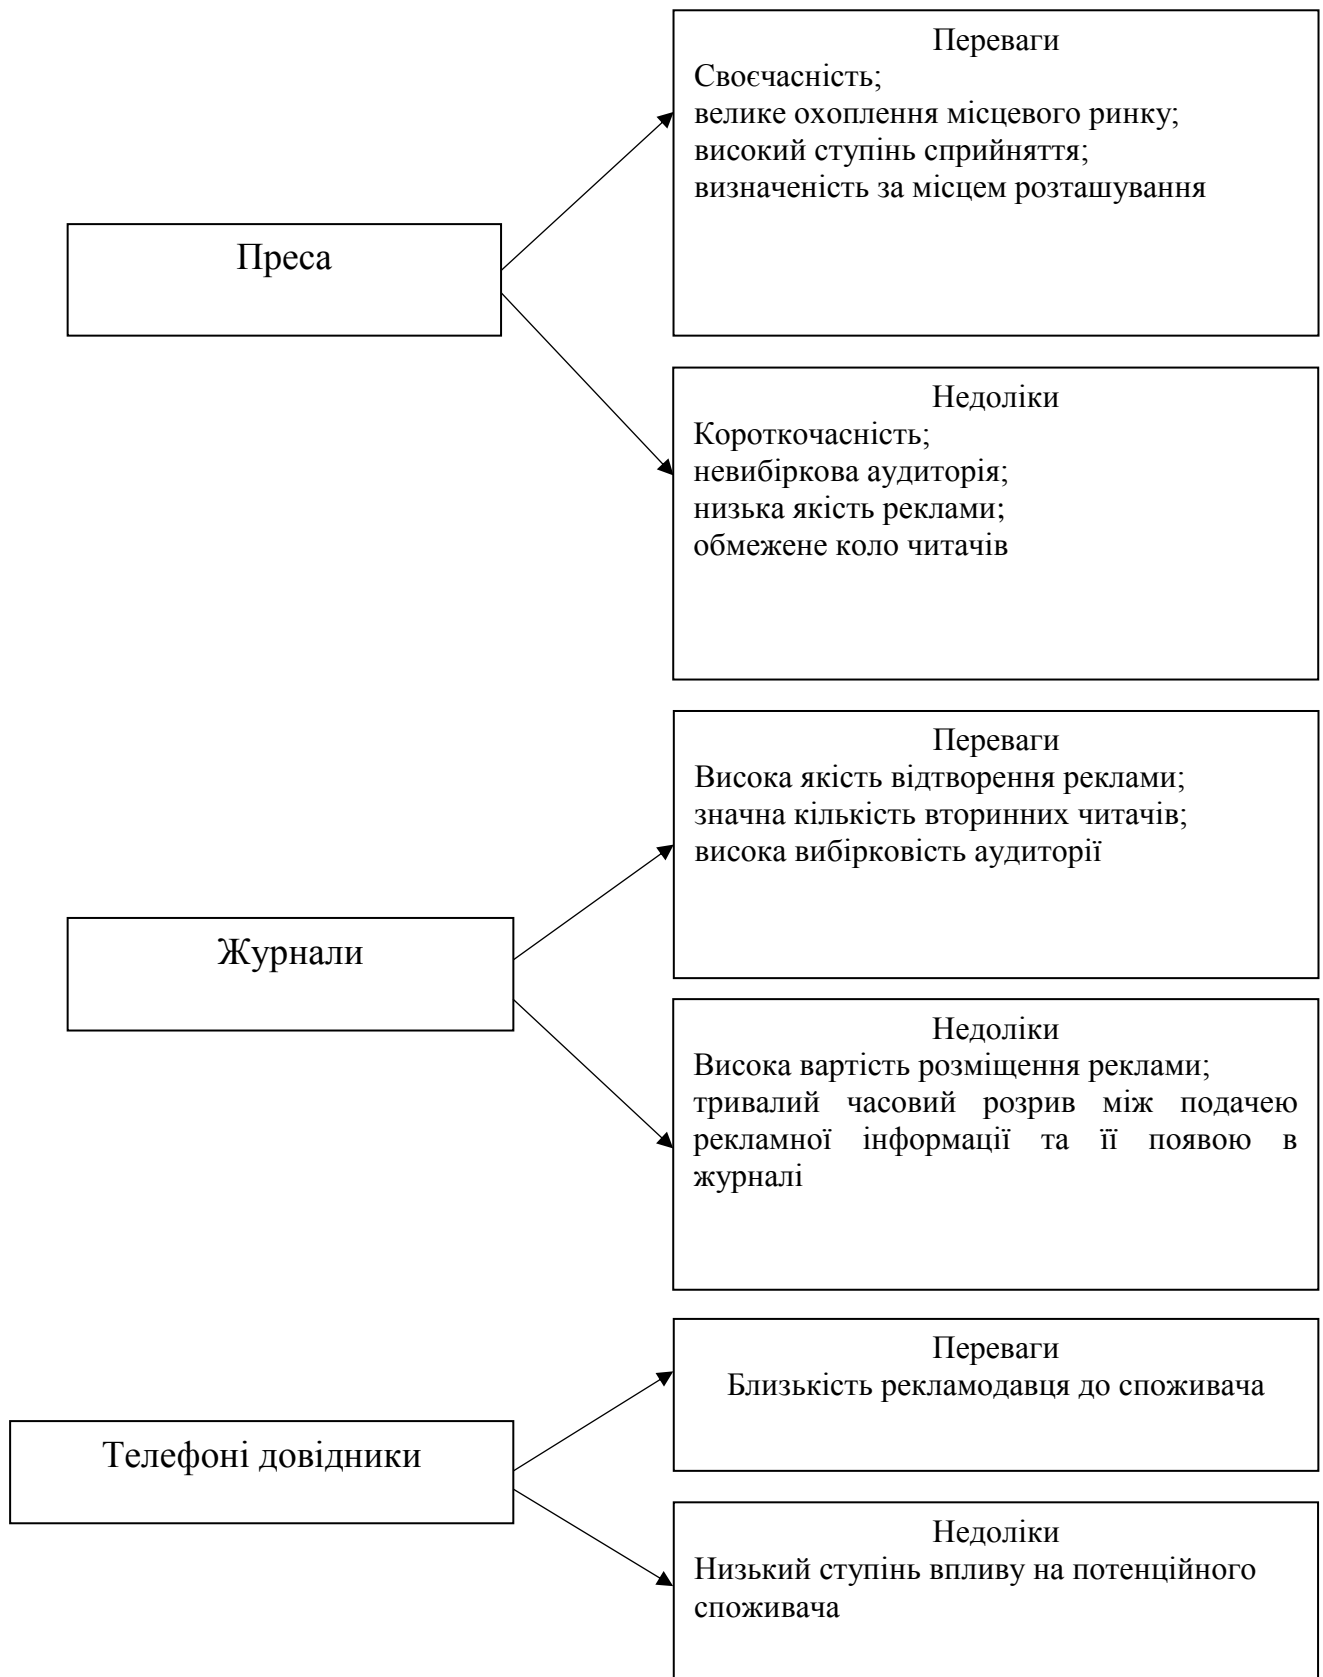 Преса
Переваги
Своєчасність;
велике охоплення місцевого ринку;
високий ступінь сприйняття;
визначеність за місцем розташування
Недоліки
Короткочасність;
невибіркова аудиторія;
низька якість реклами;
обмежене коло читачів
Журнали
Переваги
Висока якість відтворення реклами;
значна кількість вторинних читачів;
висока вибірковість аудиторії
Недоліки
Висока вартість розміщення реклами;
тривалий часовий розрив між подачею
рекламної інформації та її появою в
журналі
Телефоні довідники
Переваги
Близькість рекламодавця до споживача
Недоліки
Низький ступінь впливу на потенційного
споживача